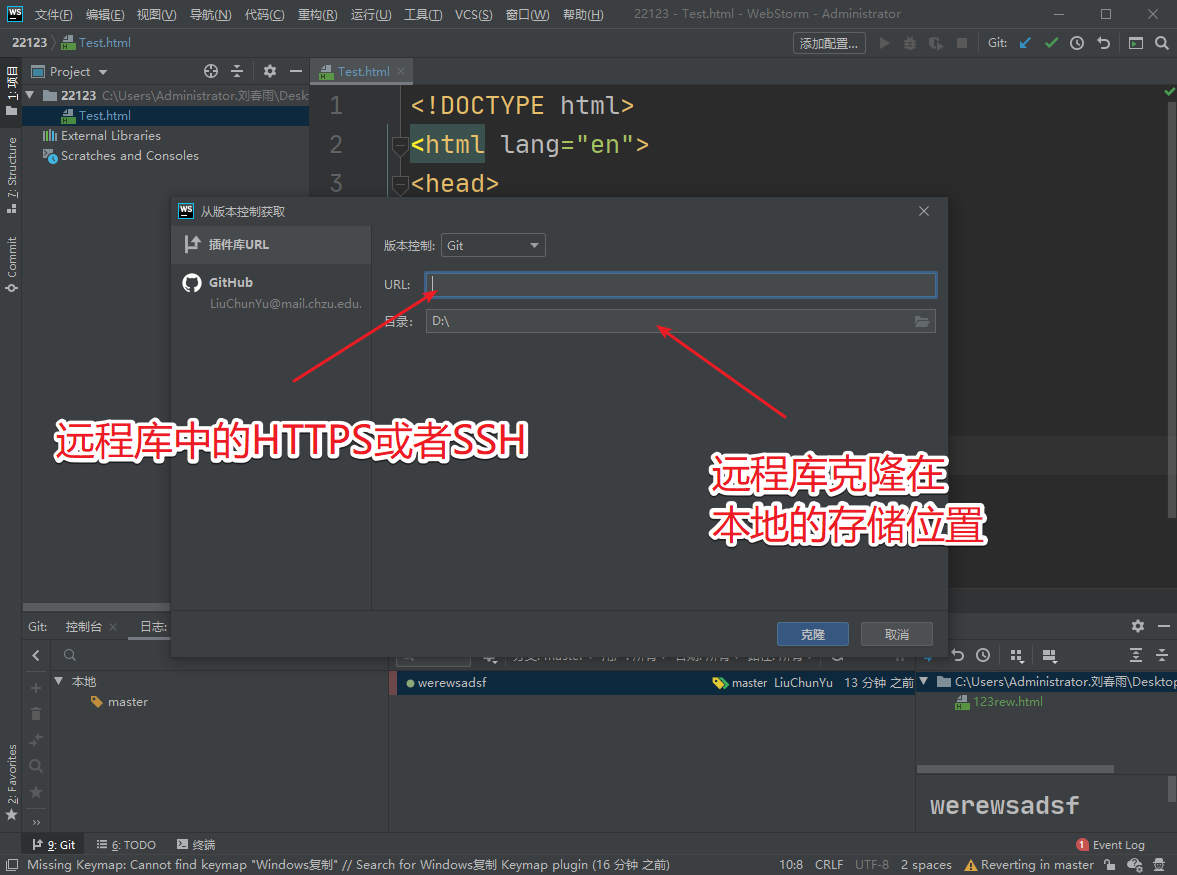 WS 文件(F) 编辑(E) 视图(V) 导航(N) 代码(C) 重构(R) 运行(U) 工具(T) VCS(S) 窗口(W) 帮助(H) 22123 - Test.html - WebStorm - Administrator
22123 Test.html 添加配置... Git:
1: 项目
Project
22123 C:\Users\Administrator.刘春雨\Desk
Test.html
External Libraries
Scratches and Consoles
7: Structure
Commit
Test.html
1 <!DOCTYPE html>
2 <html lang="en">
3 <head>
WS 从版本控制获取
插件库URL
GitHub
LiuChunYu@mail.chzu.edu.
版本控制: Git
URL:
目录: D:\
远程库中的HTTPS或者SSH
远程库克隆在
本地的存储位置
克隆 取消
Git: 控制台 日志:
本地
master
werewsadsf master LiuChunYu 13 分钟 之前
C:\Users\Administrator.刘春雨\Desktop
123rew.html
werewsadsf
2: Favorites
9: Git 6: TODO 终端 1 Event Log
Missing Keymap: Cannot find keymap "Windows复制" // Search for Windows复制 Keymap plugin (16 分钟 之前) 10:8 CRLF UTF-8 2 spaces Reverting in master